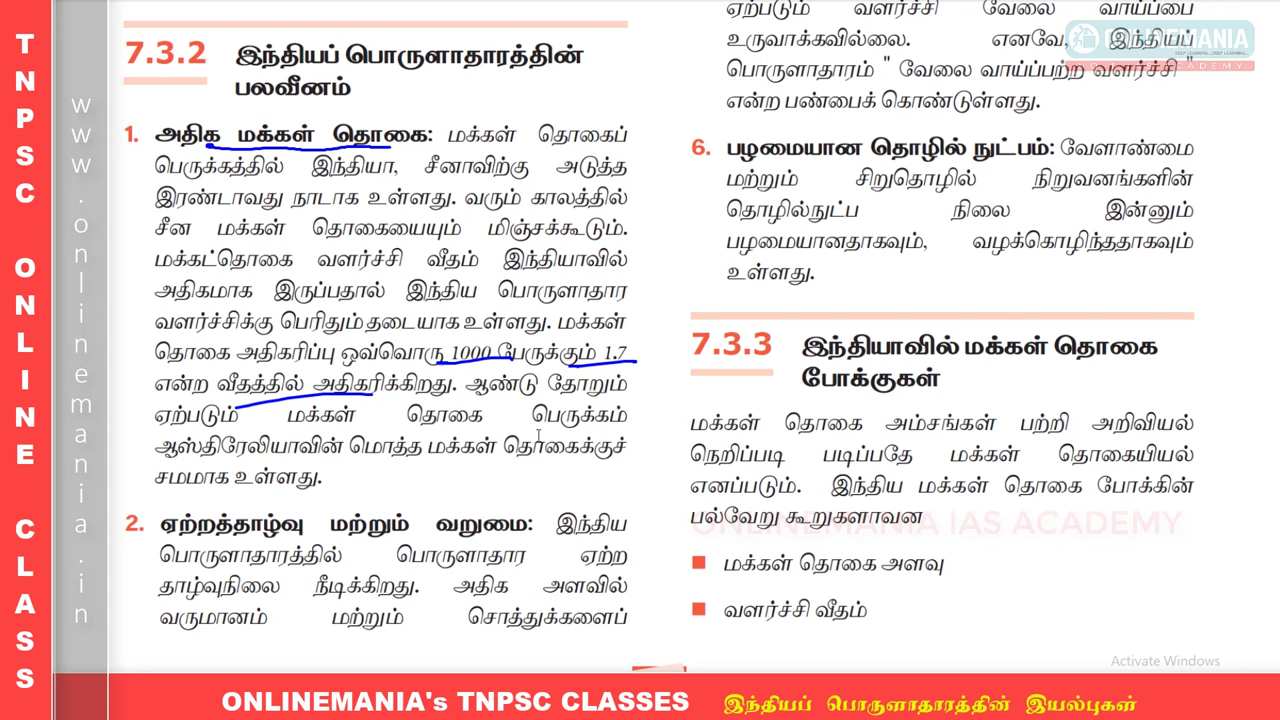 TNPSC ONLINE CLASS
www.onlinemania.in
7.3.2 இந்தியப் பொருளாதாரத்தின்
பலவீனம்
1. அதிக மக்கள் தொகை: மக்கள் தொகைப்
பெருக்கத்தில் இந்தியா, சீனாவிற்கு அடுத்த
இரண்டாவது நாடாக உள்ளது. வரும் காலத்தில்
சீன மக்கள் தொகையையும் மிஞ்சக்கூடும்.
மக்கட்தொகை வளர்ச்சி வீதம் இந்தியாவில்
அதிகமாக இருப்பதால் இந்திய பொருளாதார
வளர்ச்சிக்கு பெரிதும் தடையாக உள்ளது. மக்கள்
தொகை அதிகரிப்பு ஒவ்வொரு 1000 பேருக்கும் 1.7
என்ற வீதத்தில் அதிகரிக்கிறது. ஆண்டு தோறும்
ஏற்படும் மக்கள் தொகை பெருக்கம்
ஆஸ்திரேலியாவின் மொத்த மக்கள் தொகைக்குச்
சமமாக உள்ளது.
2. ஏற்றத்தாழ்வு மற்றும் வறுமை: இந்திய
பொருளாதாரத்தில் பொருளாதார ஏற்ற
தாழ்வுநிலை நீடிக்கிறது. அதிக அளவில்
வருமானம் மற்றும் சொத்துக்களைப்
ஏற்படும் வளர்ச்சி வேலை வாய்ப்பை
உருவாக்கவில்லை. எனவே, இந்தியப்
பொருளாதாரம் " வேலை வாய்ப்பற்ற வளர்ச்சி "
என்ற பண்பைக் கொண்டுள்ளது.
6. பழமையான தொழில் நுட்பம்: வேளாண்மை
மற்றும் சிறுதொழில் நிறுவனங்களின்
தொழில்நுட்ப நிலை இன்னும்
பழமையானதாகவும், வழக்கொழிந்ததாகவும்
உள்ளது.
7.3.3 இந்தியாவில் மக்கள் தொகை
போக்குகள்
மக்கள் தொகை அம்சங்கள் பற்றி அறிவியல்
நெறிப்படி படிப்பதே மக்கள் தொகையியல்
எனப்படும். இந்திய மக்கள் தொகை போக்கின்
பல்வேறு கூறுகளாவன
ONLINEMANIA IAS ACADEMY
மக்கள் தொகை அளவு
வளர்ச்சி வீதம்
Activate Windows
ONLINEMANIA's TNPSC CLASSES இந்தியப் பொருளாதாரத்தின் இயல்புகள்